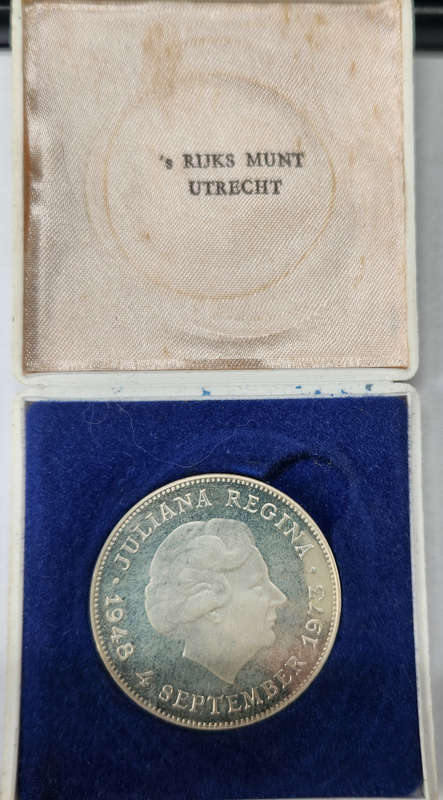 's RIJKS MUNT
UTRECHT
· JULIANA REGINA ·
1948 4 SEPTEMBER 1973